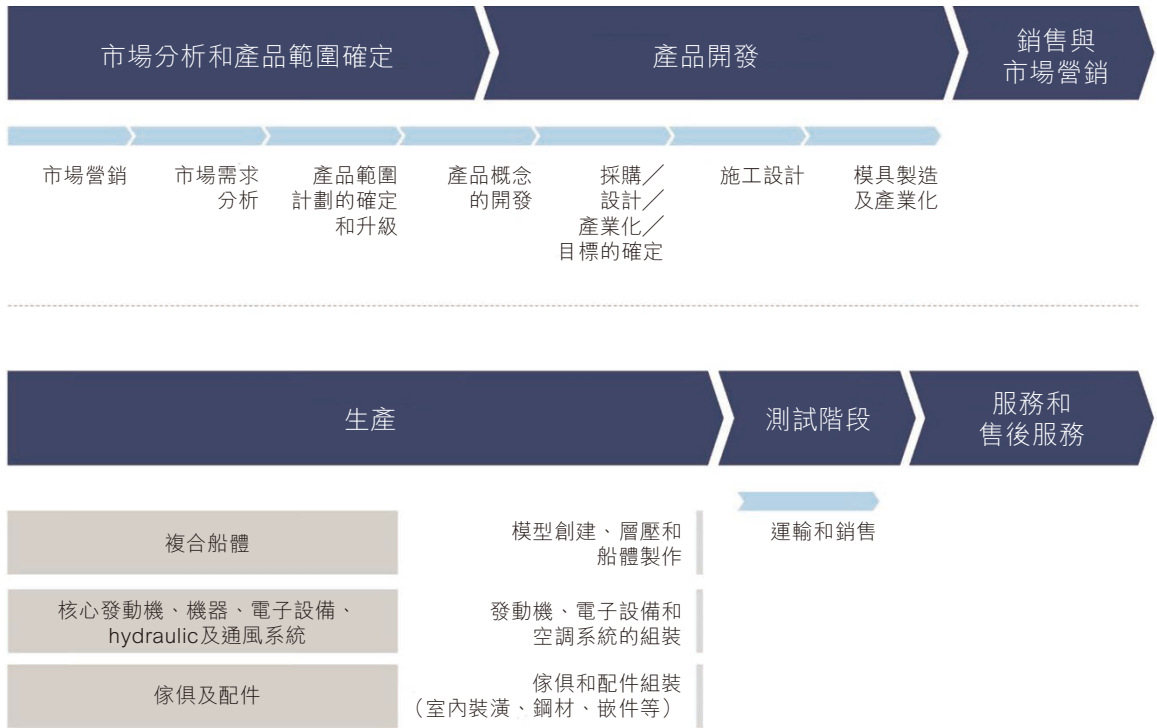 市場分析和產品範圍確定
產品開發
銷售與
市場營銷
市場營銷
市場需求
分析
產品範圍
計劃的確定
和升級
產品概念
的開發
採購／
設計／
產業化／
目標的確定
施工設計
模具製造
及產業化
生產
測試階段
服務和
售後服務
複合船體
模型創建、層壓和
船體製作
運輸和銷售
核心發動機、機器、電子設備、
hydraulic及通風系統
發動機、電子設備和
空調系統的組裝
傢俱及配件
傢俱和配件組裝
（室內裝潢、鋼材、嵌件等）